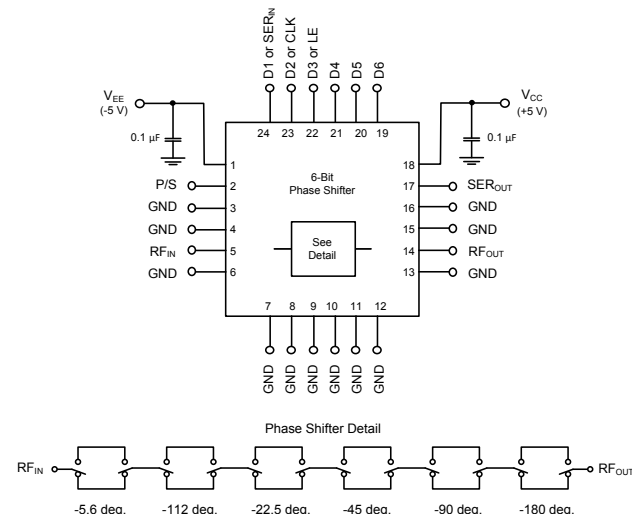 D1 or SERIN
D2 or CLK
D3 or LE
D4
D5
D6
VEE
(-5 V)
VCC
(+5 V)
0.1 µF
0.1 µF
24 23 22 21 20 19
1
18
6-Bit
Phase Shifter
P/S 2
17 SEROUT
GND 3
16 GND
GND 4
15 GND
See
Detail
RFIN 5
14 RFOUT
GND 6
13 GND
7 8 9 10 11 12
GND
GND
GND
GND
GND
GND
Phase Shifter Detail
RFIN
RFOUT
-5.6 deg. -112 deg. -22.5 deg. -45 deg. -90 deg. -180 deg.